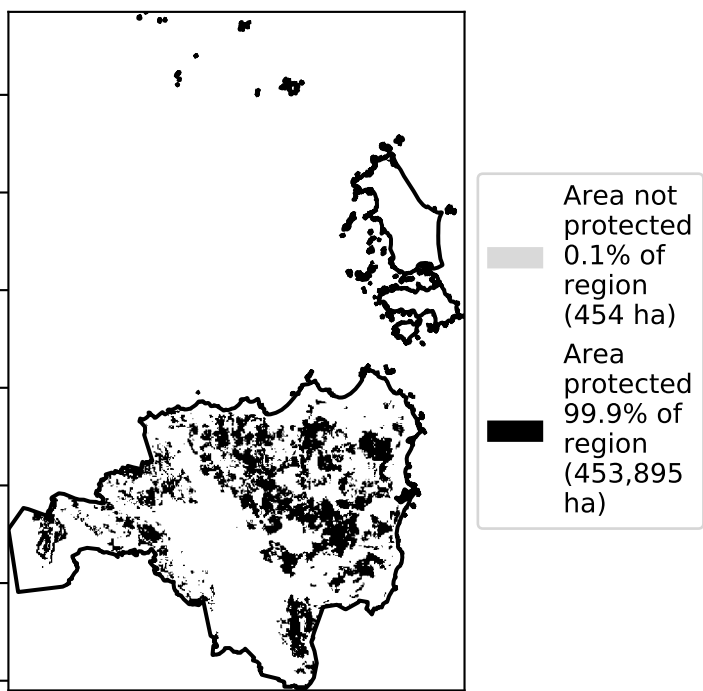 Area not
protected
0.1% of
region
(454 ha)
Area
protected
99.9% of
region
(453,895
ha)